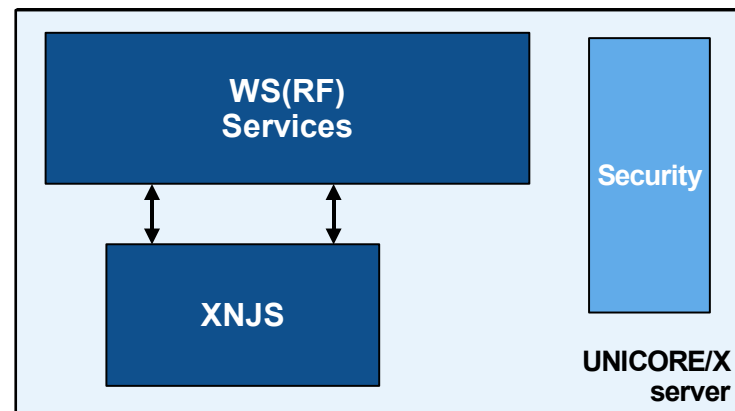 WS(RF)
Services
Security
XNJS
UNICORE/X
server